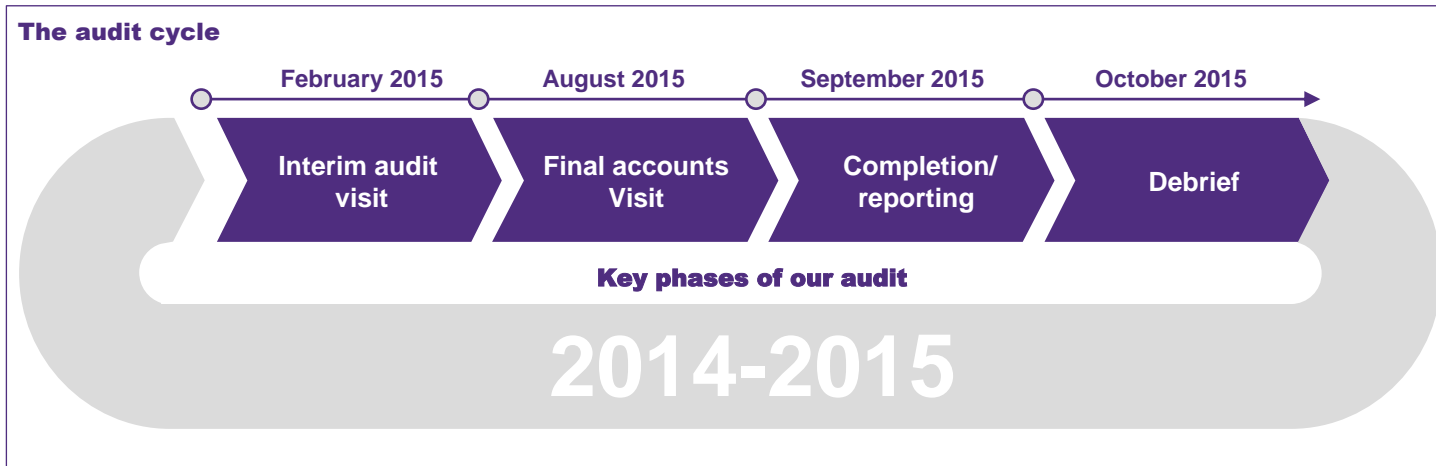 The audit cycle
February 2015
August 2015
September 2015
October 2015
Interim audit
visit
Final accounts
Visit
Completion/
reporting
Debrief
Key phases of our audit
2014-2015